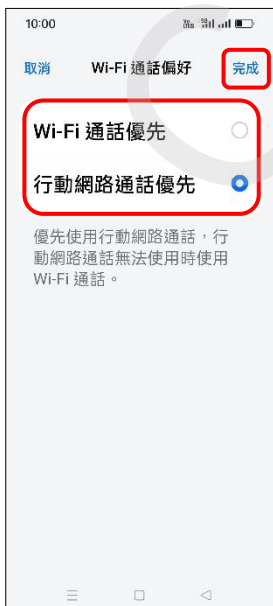 10:00
取消 Wi-Fi 通話偏好 完成
Wi-Fi 通話優先
行動網路通話優先
優先使用行動網路通話，行
動網路通話無法使用時使用
Wi-Fi 通話。